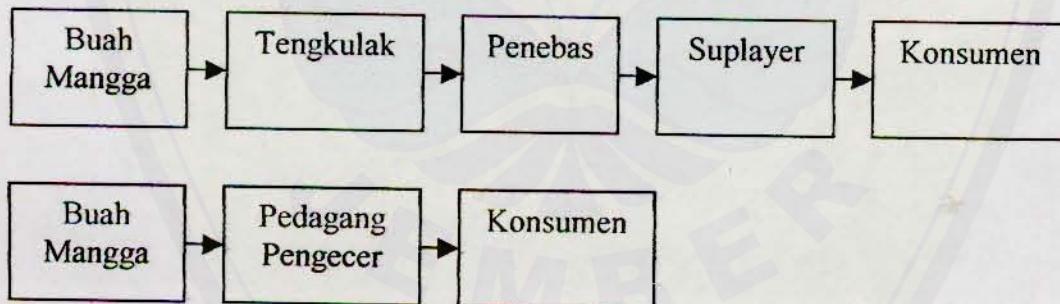 Buah Mangga
Tengkulak
Penebas
Suplayer
Konsumen
Buah Mangga
Pedagang Pengecer
Konsumen